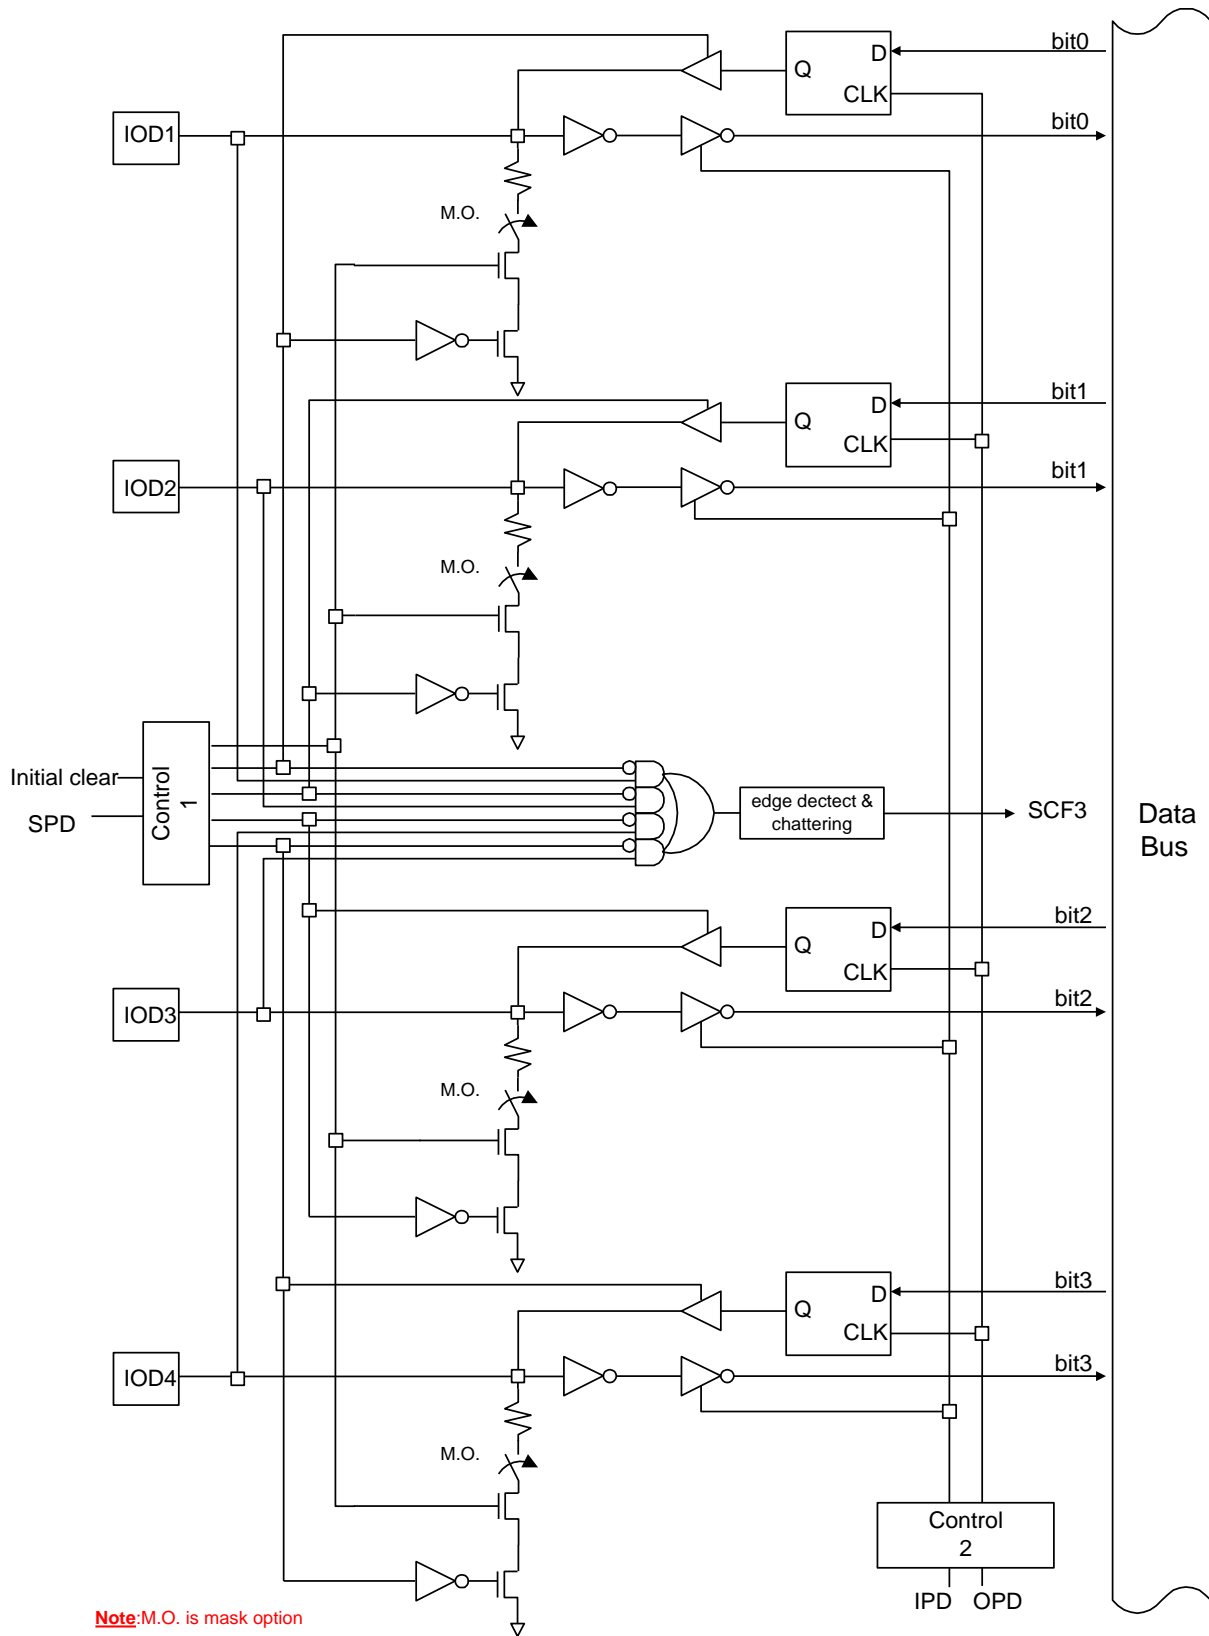 bit0
D
Q
CLK
IOD1
bit0
M.O.
bit1
D
Q
CLK
IOD2
bit1
M.O.
Initial clear
SPD
Control
1
edge dectect &
chattering
SCF3
Data
Bus
bit2
D
Q
CLK
IOD3
bit2
M.O.
bit3
D
Q
CLK
IOD4
bit3
M.O.
Control
2
IPD OPD
Note:M.O. is mask option